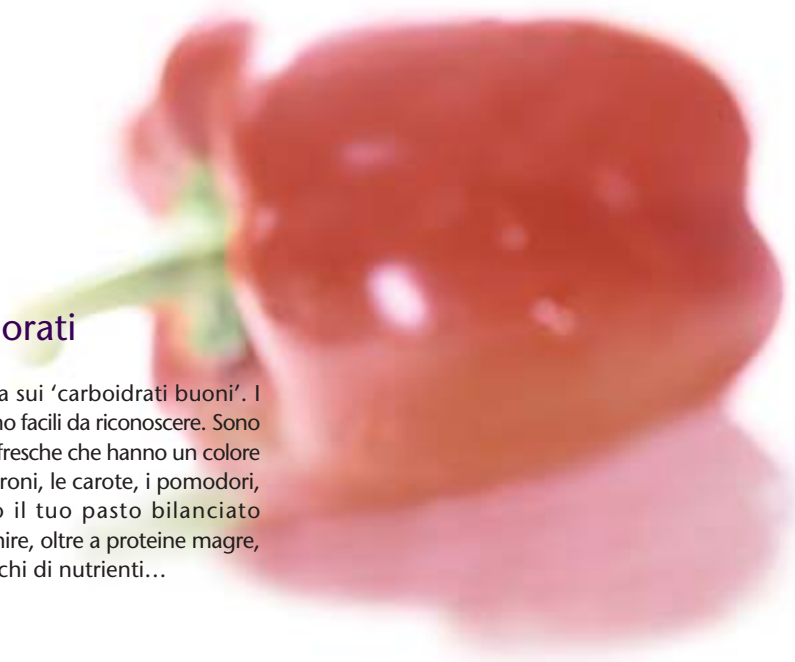 orati
a sui ‘carboidrati buoni’. I
no facili da riconoscere. Sono
fresche che hanno un colore
roni, le carote, i pomodori,
o il tuo pasto bilanciato
nire, oltre a proteine magre,
chi di nutrienti…